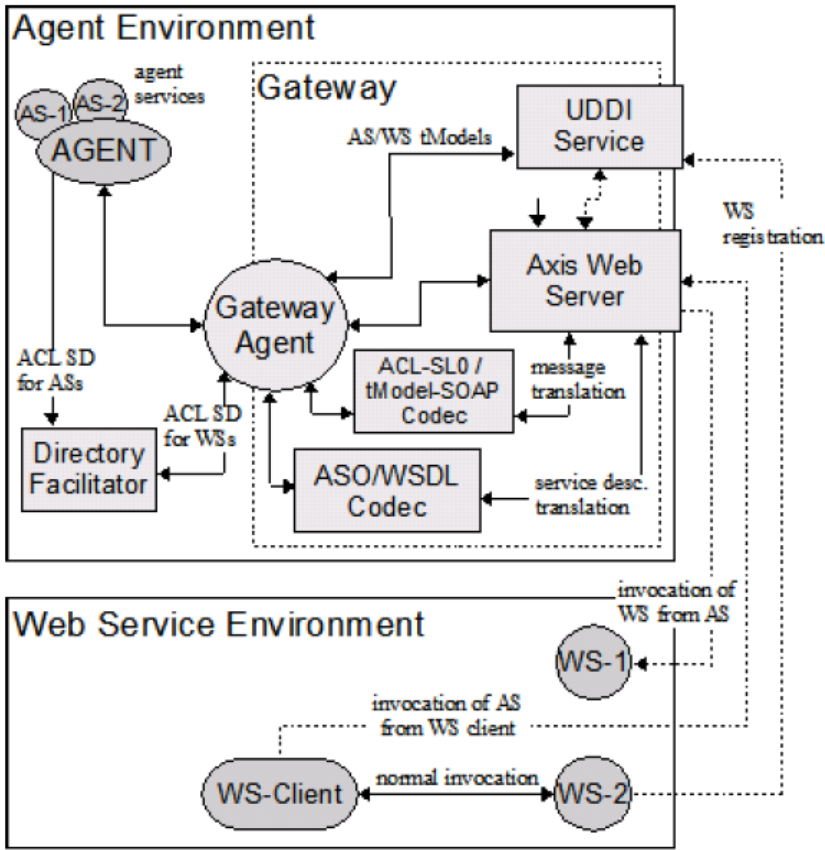 Agent Environment
agent
services
AS-1
AS-2
AGENT
Gateway
UDDI
Service
AS/WS tModels
WS
registration
Axis Web
Server
Gateway
Agent
ACL SD
for ASs
ACL-SL0 /
tModel-SOAP
Codec
message
translation
ACL SD
for WSs
Directory
Facilitator
ASO/WSDL
Codec
service desc.
translation
invocation of
WS from AS
Web Service Environment
WS-1
invocation of AS
from WS client
WS-Client
normal invocation
WS-2